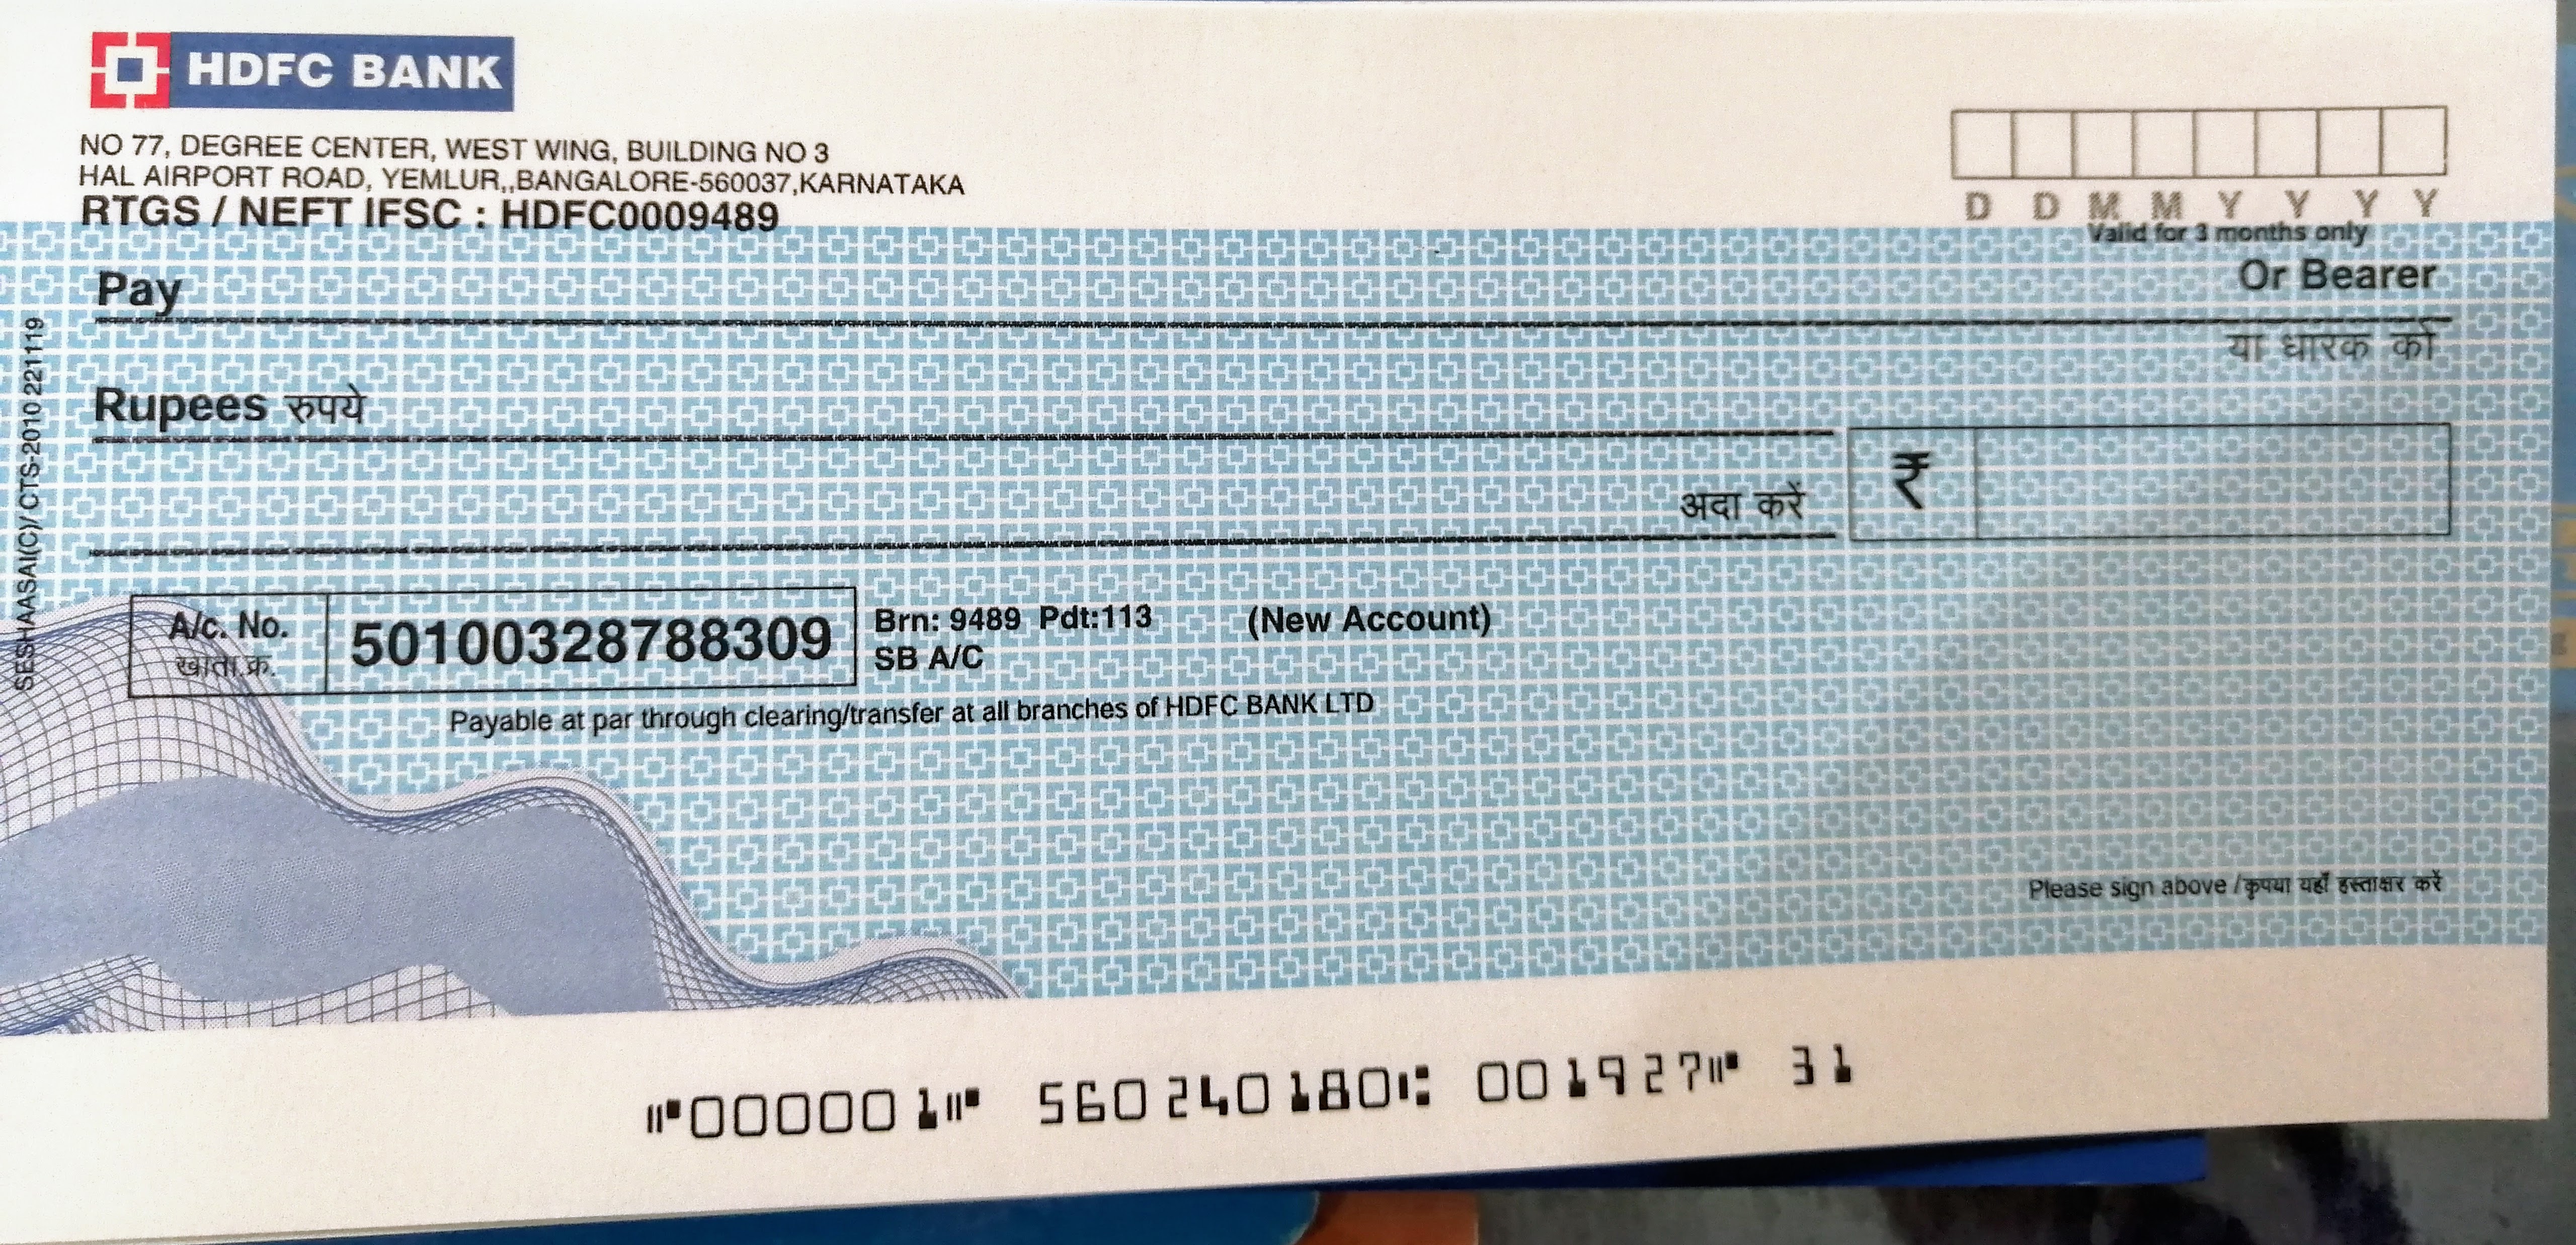 HDFC BANK
NO 77, DEGREE CENTER, WEST WING, BUILDING NO 3
HAL AIRPORT ROAD, YEMLUR,,BANGALORE-560037,KARNATAKA
RTGS / NEFT IFSC : HDFC0009489
D D M M Y Y Y Y
Valid for 3 months only
Pay
Or Bearer
या धारक को
Rupees रुपये
अदा करें
₹
A/c. No.
खाता.क्र.
50100328788309
Brn: 9489 Pdt:113 (New Account)
SB A/C
Payable at par through clearing/transfer at all branches of HDFC BANK LTD
Please sign above /कृपया यहाँ हस्ताक्षर करें
⑈000001⑈ 560240180⑆ 001927⑈ 31
SESHAASAI(C)/ CTS-2010 221119